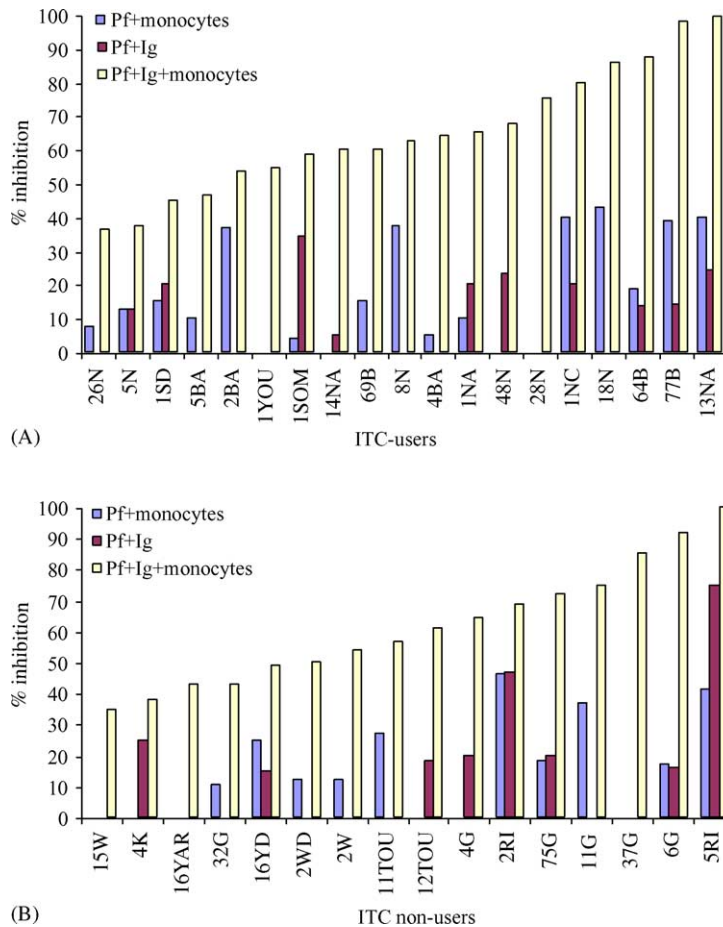 100
90
80
70
60
50
40
30
20
10
0
% inhibition
Pf+monocytes
Pf+Ig
Pf+Ig+monocytes
26N
5N
1SD
5BA
2BA
1YOU
1SOM
14NA
69B
8N
4BA
1NA
48N
28N
1NC
18N
64B
77B
13NA
(A)
ITC-users
100
90
80
70
60
50
40
30
20
10
0
% inhibition
Pf+monocytes
Pf+Ig
Pf+Ig+monocytes
15W
4K
16YAR
32G
16YD
2WD
2W
11TOU
12TOU
4G
2RI
75G
11G
37G
6G
5RI
(B)
ITC non-users